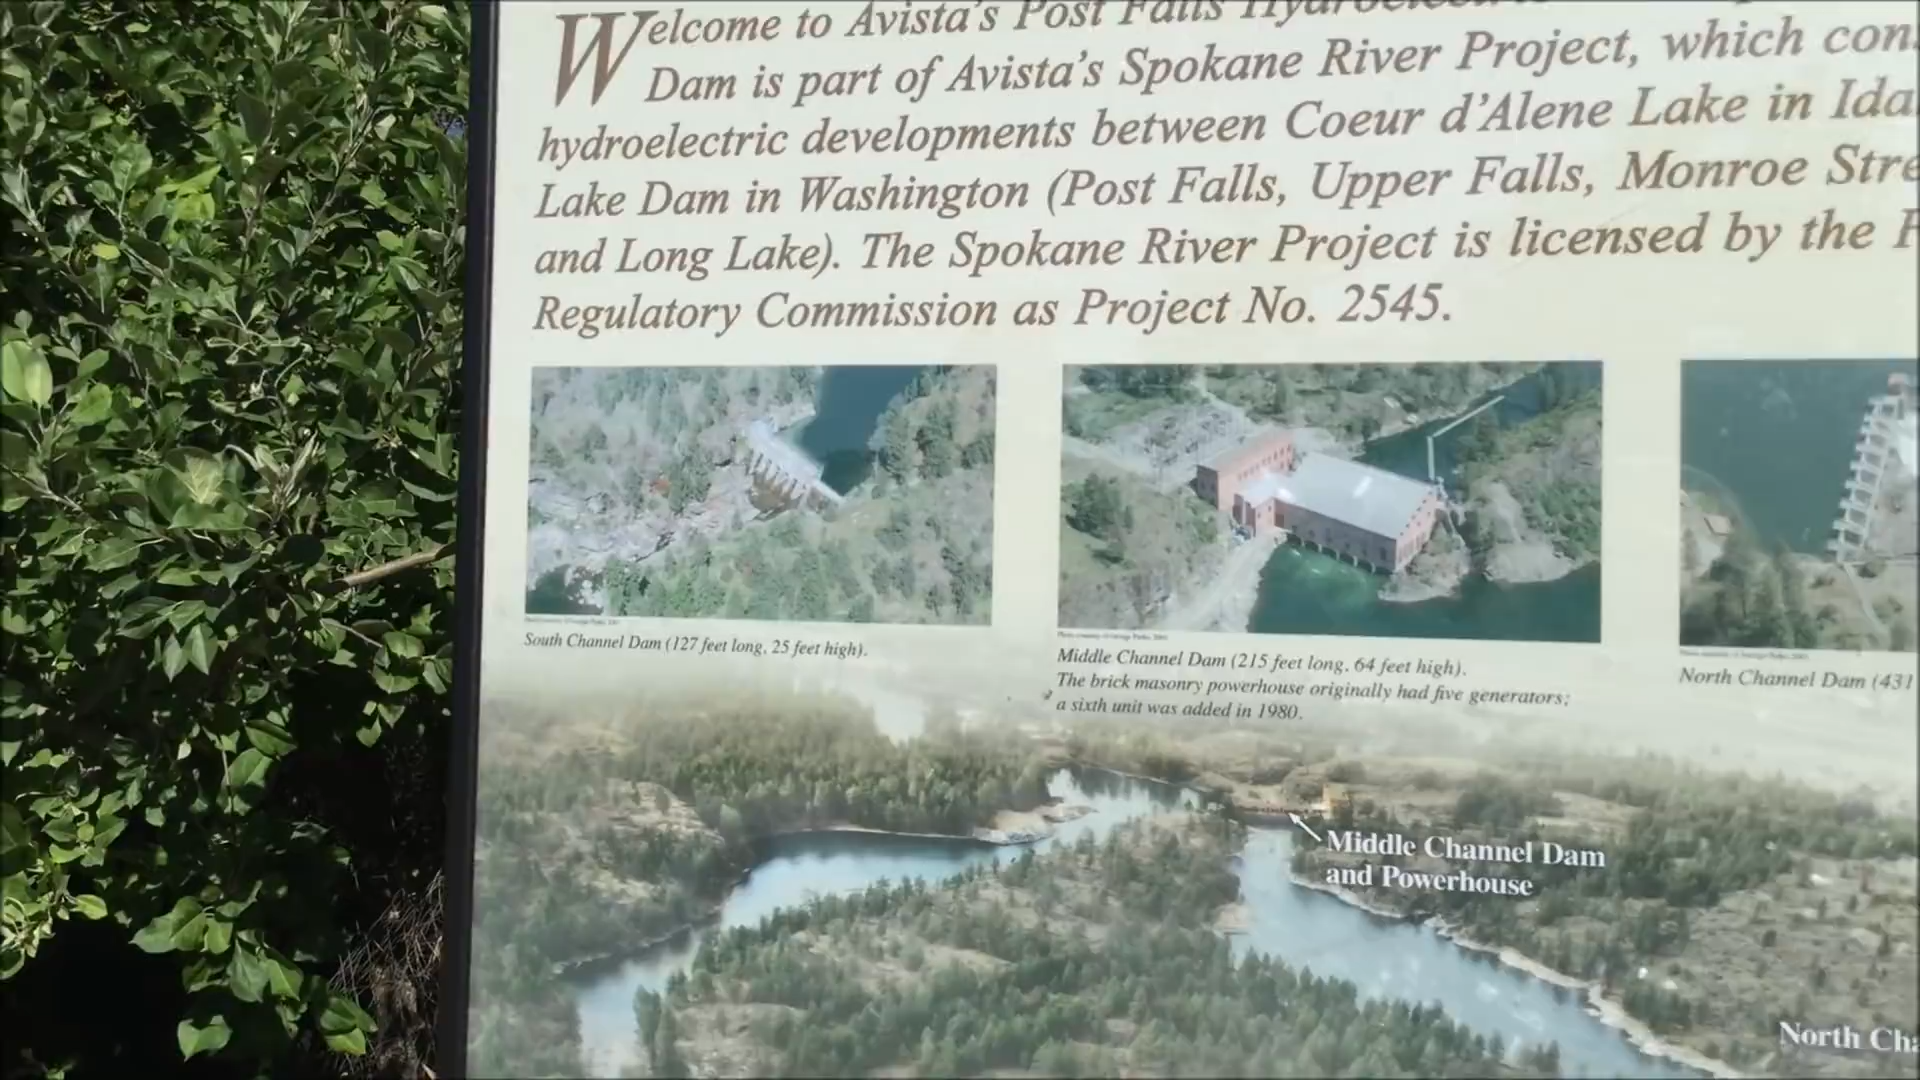 Welcome to Avista's Post Falls
Dam is part of Avista's Spokane River Project, which
hydroelectric developments between Coeur d'Alene Lake in
Lake Dam in Washington (Post Falls, Upper Falls, Monroe
and Long Lake). The Spokane River Project is licensed by the
Regulatory Commission as Project No. 2545.
South Channel Dam (127 feet long, 25 feet high).
Middle Channel Dam (215 feet long, 64 feet high).
The brick masonry powerhouse originally had five generators;
a sixth unit was added in 1980.
North Channel Dam (431
Middle Channel Dam
and Powerhouse
North